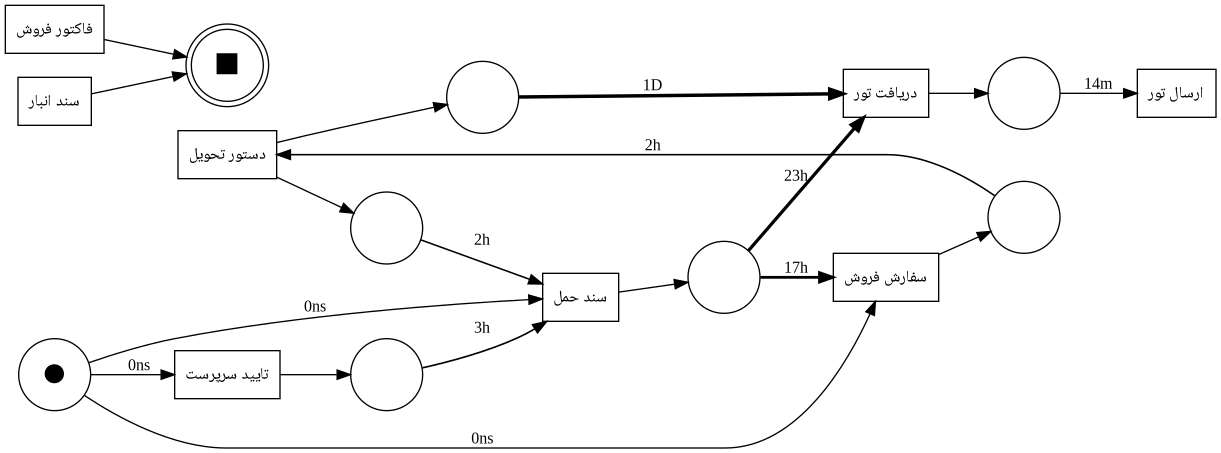 فاکتور فروش
سند انبار
1D
دریافت تور
14m
ارسال تور
دستور تحویل
2h
23h
2h
17h
سفارش فروش
سند حمل
0ns
3h
0ns
تایید سرپرست
0ns